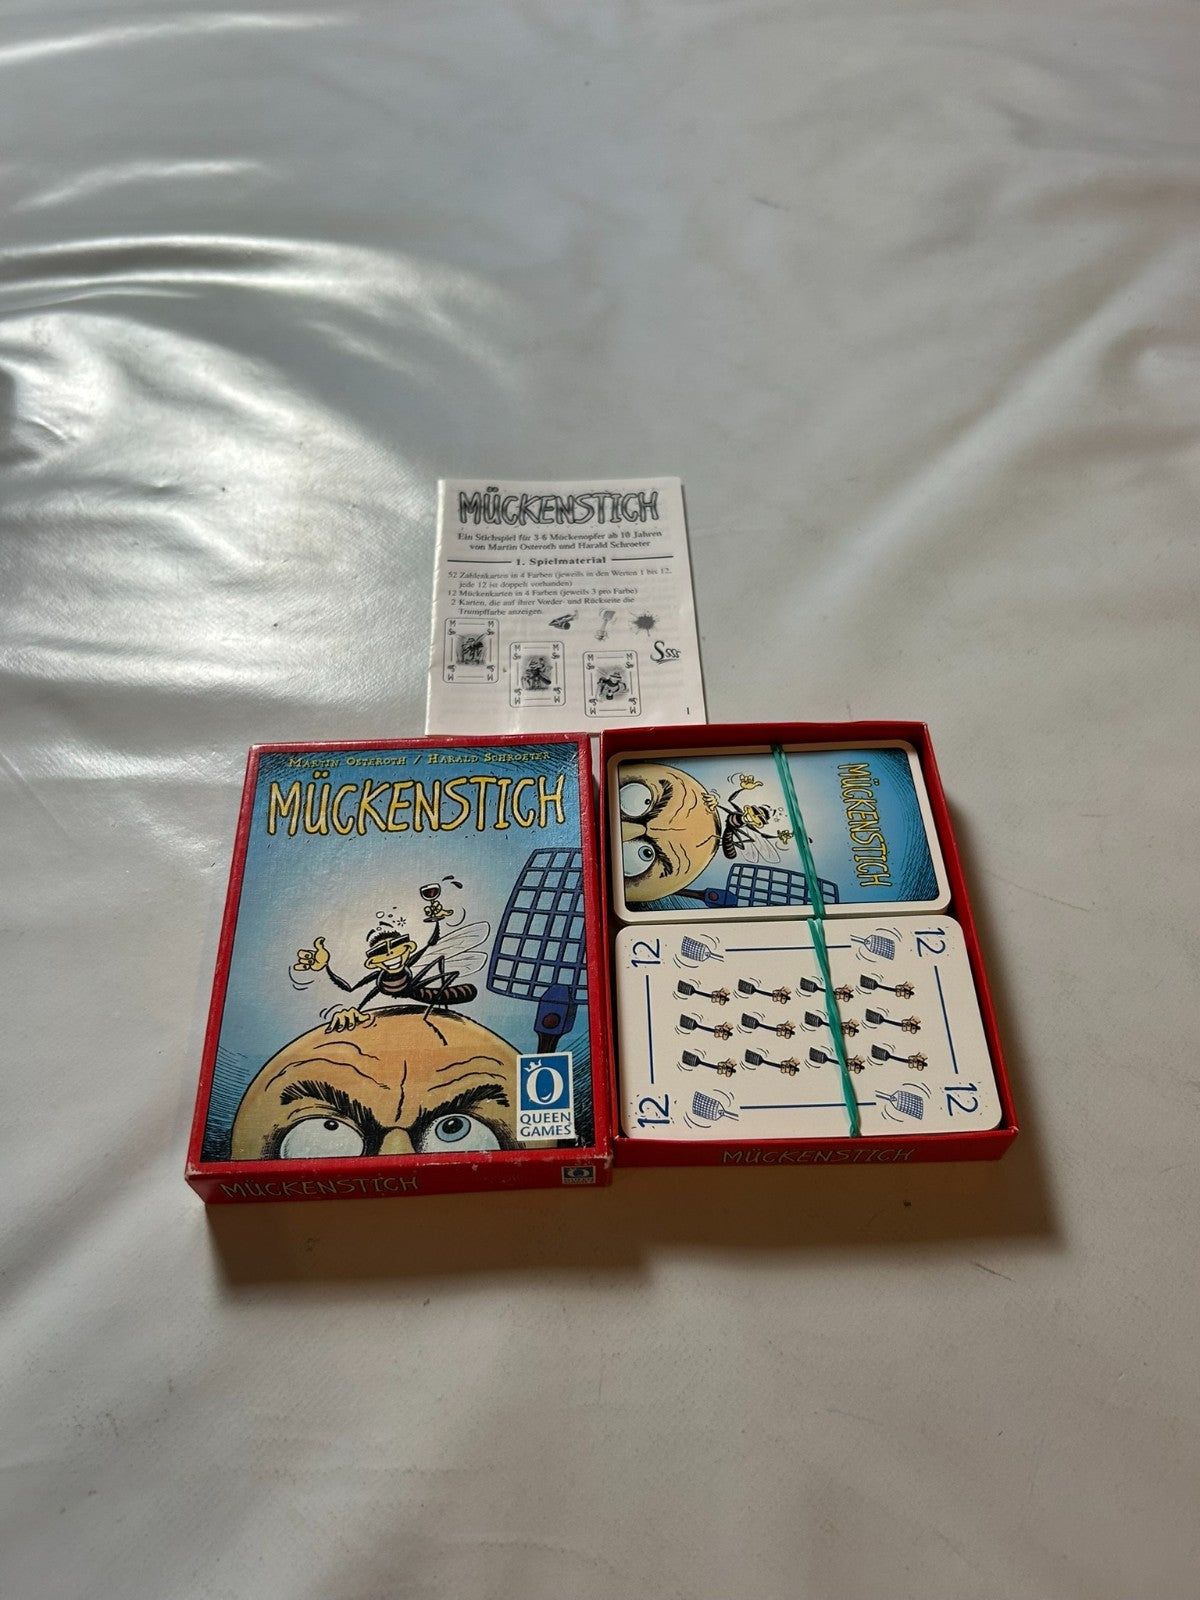 MÜCKENSTICH
Ein Stichspiel für 3-6 Mückenopfer ab 10 Jahren
von Martin Osteroth und Harald Schroeter
1. Spielmaterial
52 Zahlenkarten in 4 Farben (jeweils in den Werten 1 bis 12,
jede 12 ist doppelt vorhanden)
12 Mückenkarten in 4 Farben (jeweils 3 pro Farbe)
2 Karten, die auf ihrer Vorder- und Rückseite die
Trumpffarbe anzeigen.
Ssss
1
MARTIN OSTEROTH / HARALD SCHROETER
MÜCKENSTICH
QUEEN
GAMES
MÜCKENSTICH
MÜCKENSTICH
12
12
12
12
MÜCKENSTICH